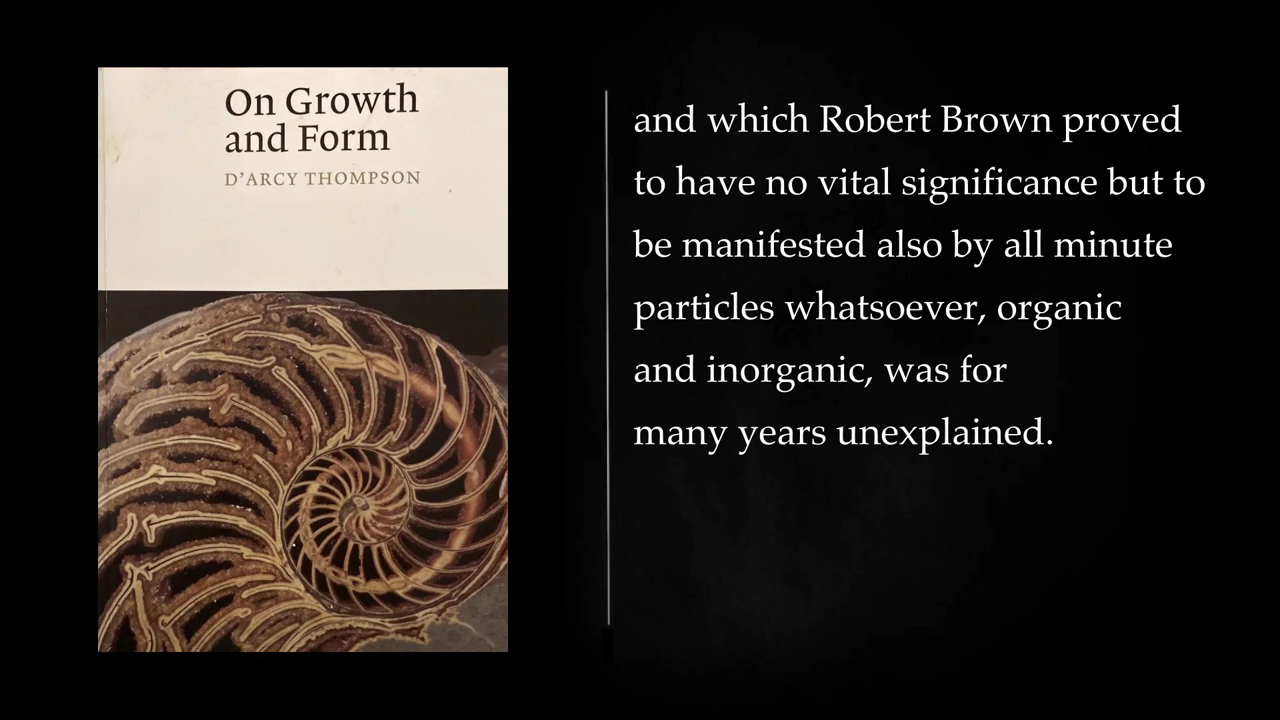 On Growth
and Form
D'ARCY THOMPSON
and which Robert Brown proved
to have no vital significance but to
be manifested also by all minute
particles whatsoever, organic
and inorganic, was for
many years unexplained.